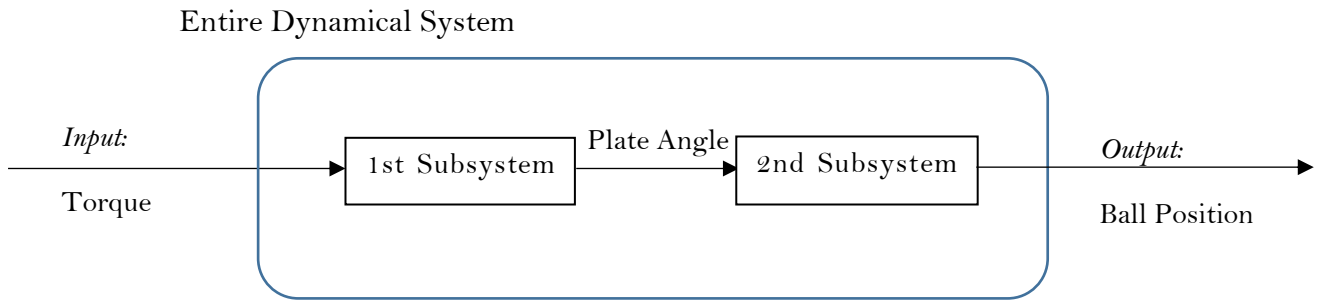 Entire Dynamical System
Input:
Torque
1st Subsystem
Plate Angle
2nd Subsystem
Output:
Ball Position